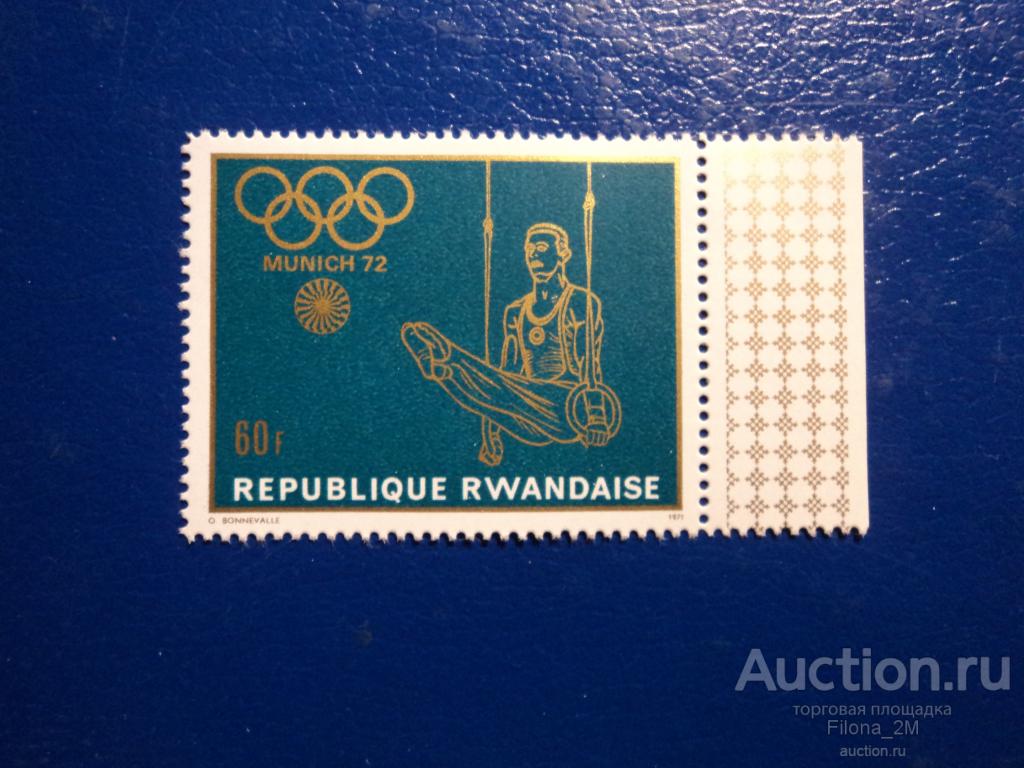 MUNICH 72
60F
REPUBLIQUE RWANDAISE
O. BONNEVALLE
1971
Auction.ru
торговая площадка
Filona_2M
auction.ru